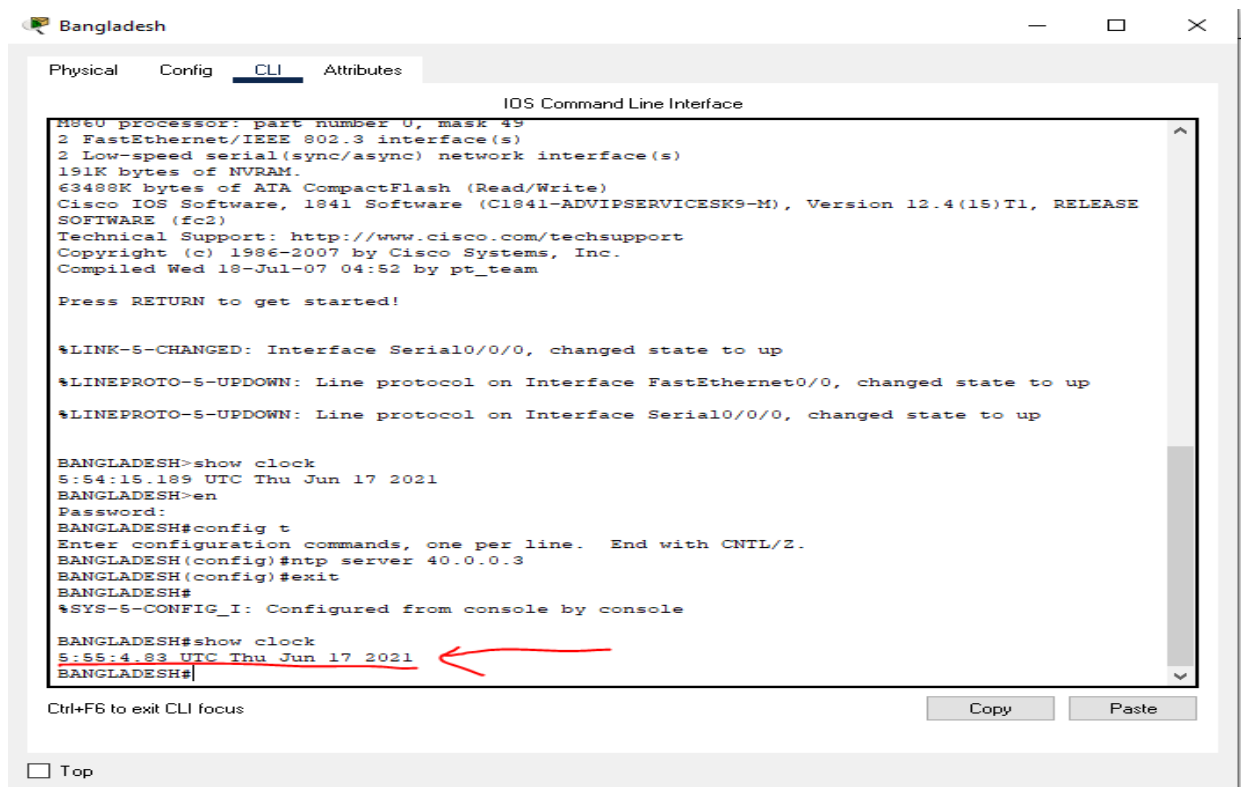 Bangladesh
Physical Config CLI Attributes
IOS Command Line Interface
M860 processor: part number 0, mask 49
2 FastEthernet/IEEE 802.3 interface(s)
2 Low-speed serial(sync/async) network interface(s)
191K bytes of NVRAM.
63488K bytes of ATA CompactFlash (Read/Write)
Cisco IOS Software, 1841 Software (C1841-ADVIPSERVICESK9-M), Version 12.4(15)T1, RELEASE
SOFTWARE (fc2)
Technical Support: http://www.cisco.com/techsupport
Copyright (c) 1986-2007 by Cisco Systems, Inc.
Compiled Wed 18-Jul-07 04:52 by pt_team
Press RETURN to get started!
%LINK-5-CHANGED: Interface Serial0/0/0, changed state to up
%LINEPROTO-5-UPDOWN: Line protocol on Interface FastEthernet0/0, changed state to up
%LINEPROTO-5-UPDOWN: Line protocol on Interface Serial0/0/0, changed state to up
BANGLADESH>show clock
5:54:15.189 UTC Thu Jun 17 2021
BANGLADESH>en
Password:
BANGLADESH#config t
Enter configuration commands, one per line. End with CNTL/Z.
BANGLADESH(config)#ntp server 40.0.0.3
BANGLADESH(config)#exit
BANGLADESH#
%SYS-5-CONFIG_I: Configured from console by console
BANGLADESH#show clock
5:55:4.83 UTC Thu Jun 17 2021
BANGLADESH#
Ctrl+F6 to exit CLI focus
Copy Paste
Top